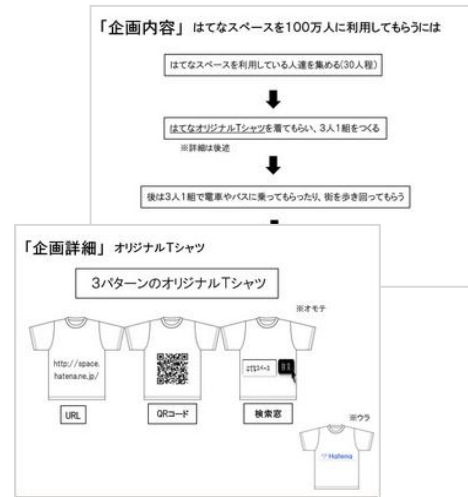 「企画内容」 はてなスペースを100万人に利用してもらうには
はてなスペースを利用している人達を集める(30人程)
はてなオリジナルTシャツを着てもらい、3人1組をつくる
※詳細は後述
後は3人1組で電車やバスに乗ってもらったり、街を歩き回ってもらう
「企画詳細」 オリジナルTシャツ
3パターンのオリジナルTシャツ
※オモテ
http://space.
hatena.ne.jp/
はてなスペース
URL
QRコード
検索窓
※ウラ
Hatena